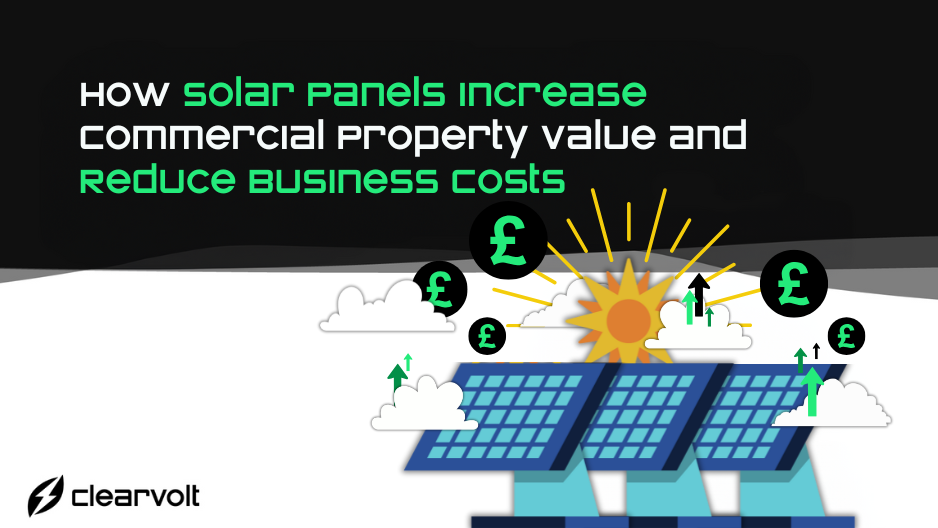 How Solar Panels Increase
Commercial Property Value and
Reduce Business Costs
£
£
£
£
£
clearvolt